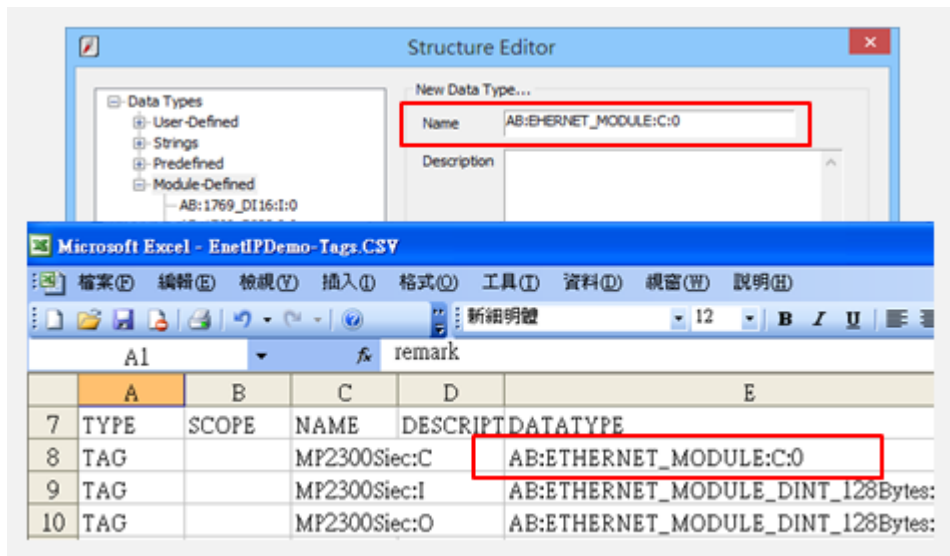 Structure Editor
New Data Type...
Data Types
User-Defined
Strings
Predefined
Module-Defined
AB:1769_DI16:I:0
Name AB:EHERNET_MODULE:C:0
Description
Microsoft Excel - EnetIPDemo-Tags.CSV
檔案(F) 編輯(E) 檢視(V) 插入(I) 格式(O) 工具(T) 資料(D) 視窗(W) 說明(H)
新細明體 12 B I U
A1 fx remark
A B C D E
7 TYPE SCOPE NAME DESCRIPT DATATYPE
8 TAG MP2300Siec:C AB:ETHERNET_MODULE:C:0
9 TAG MP2300Siec:I AB:ETHERNET_MODULE_DINT_128Bytes:
10 TAG MP2300Siec:O AB:ETHERNET_MODULE_DINT_128Bytes: